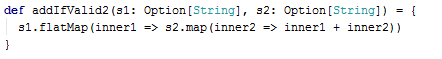 def addIfValid2(s1: Option[String], s2: Option[String]) = {
  s1.flatMap(inner1 => s2.map(inner2 => inner1 + inner2))
}